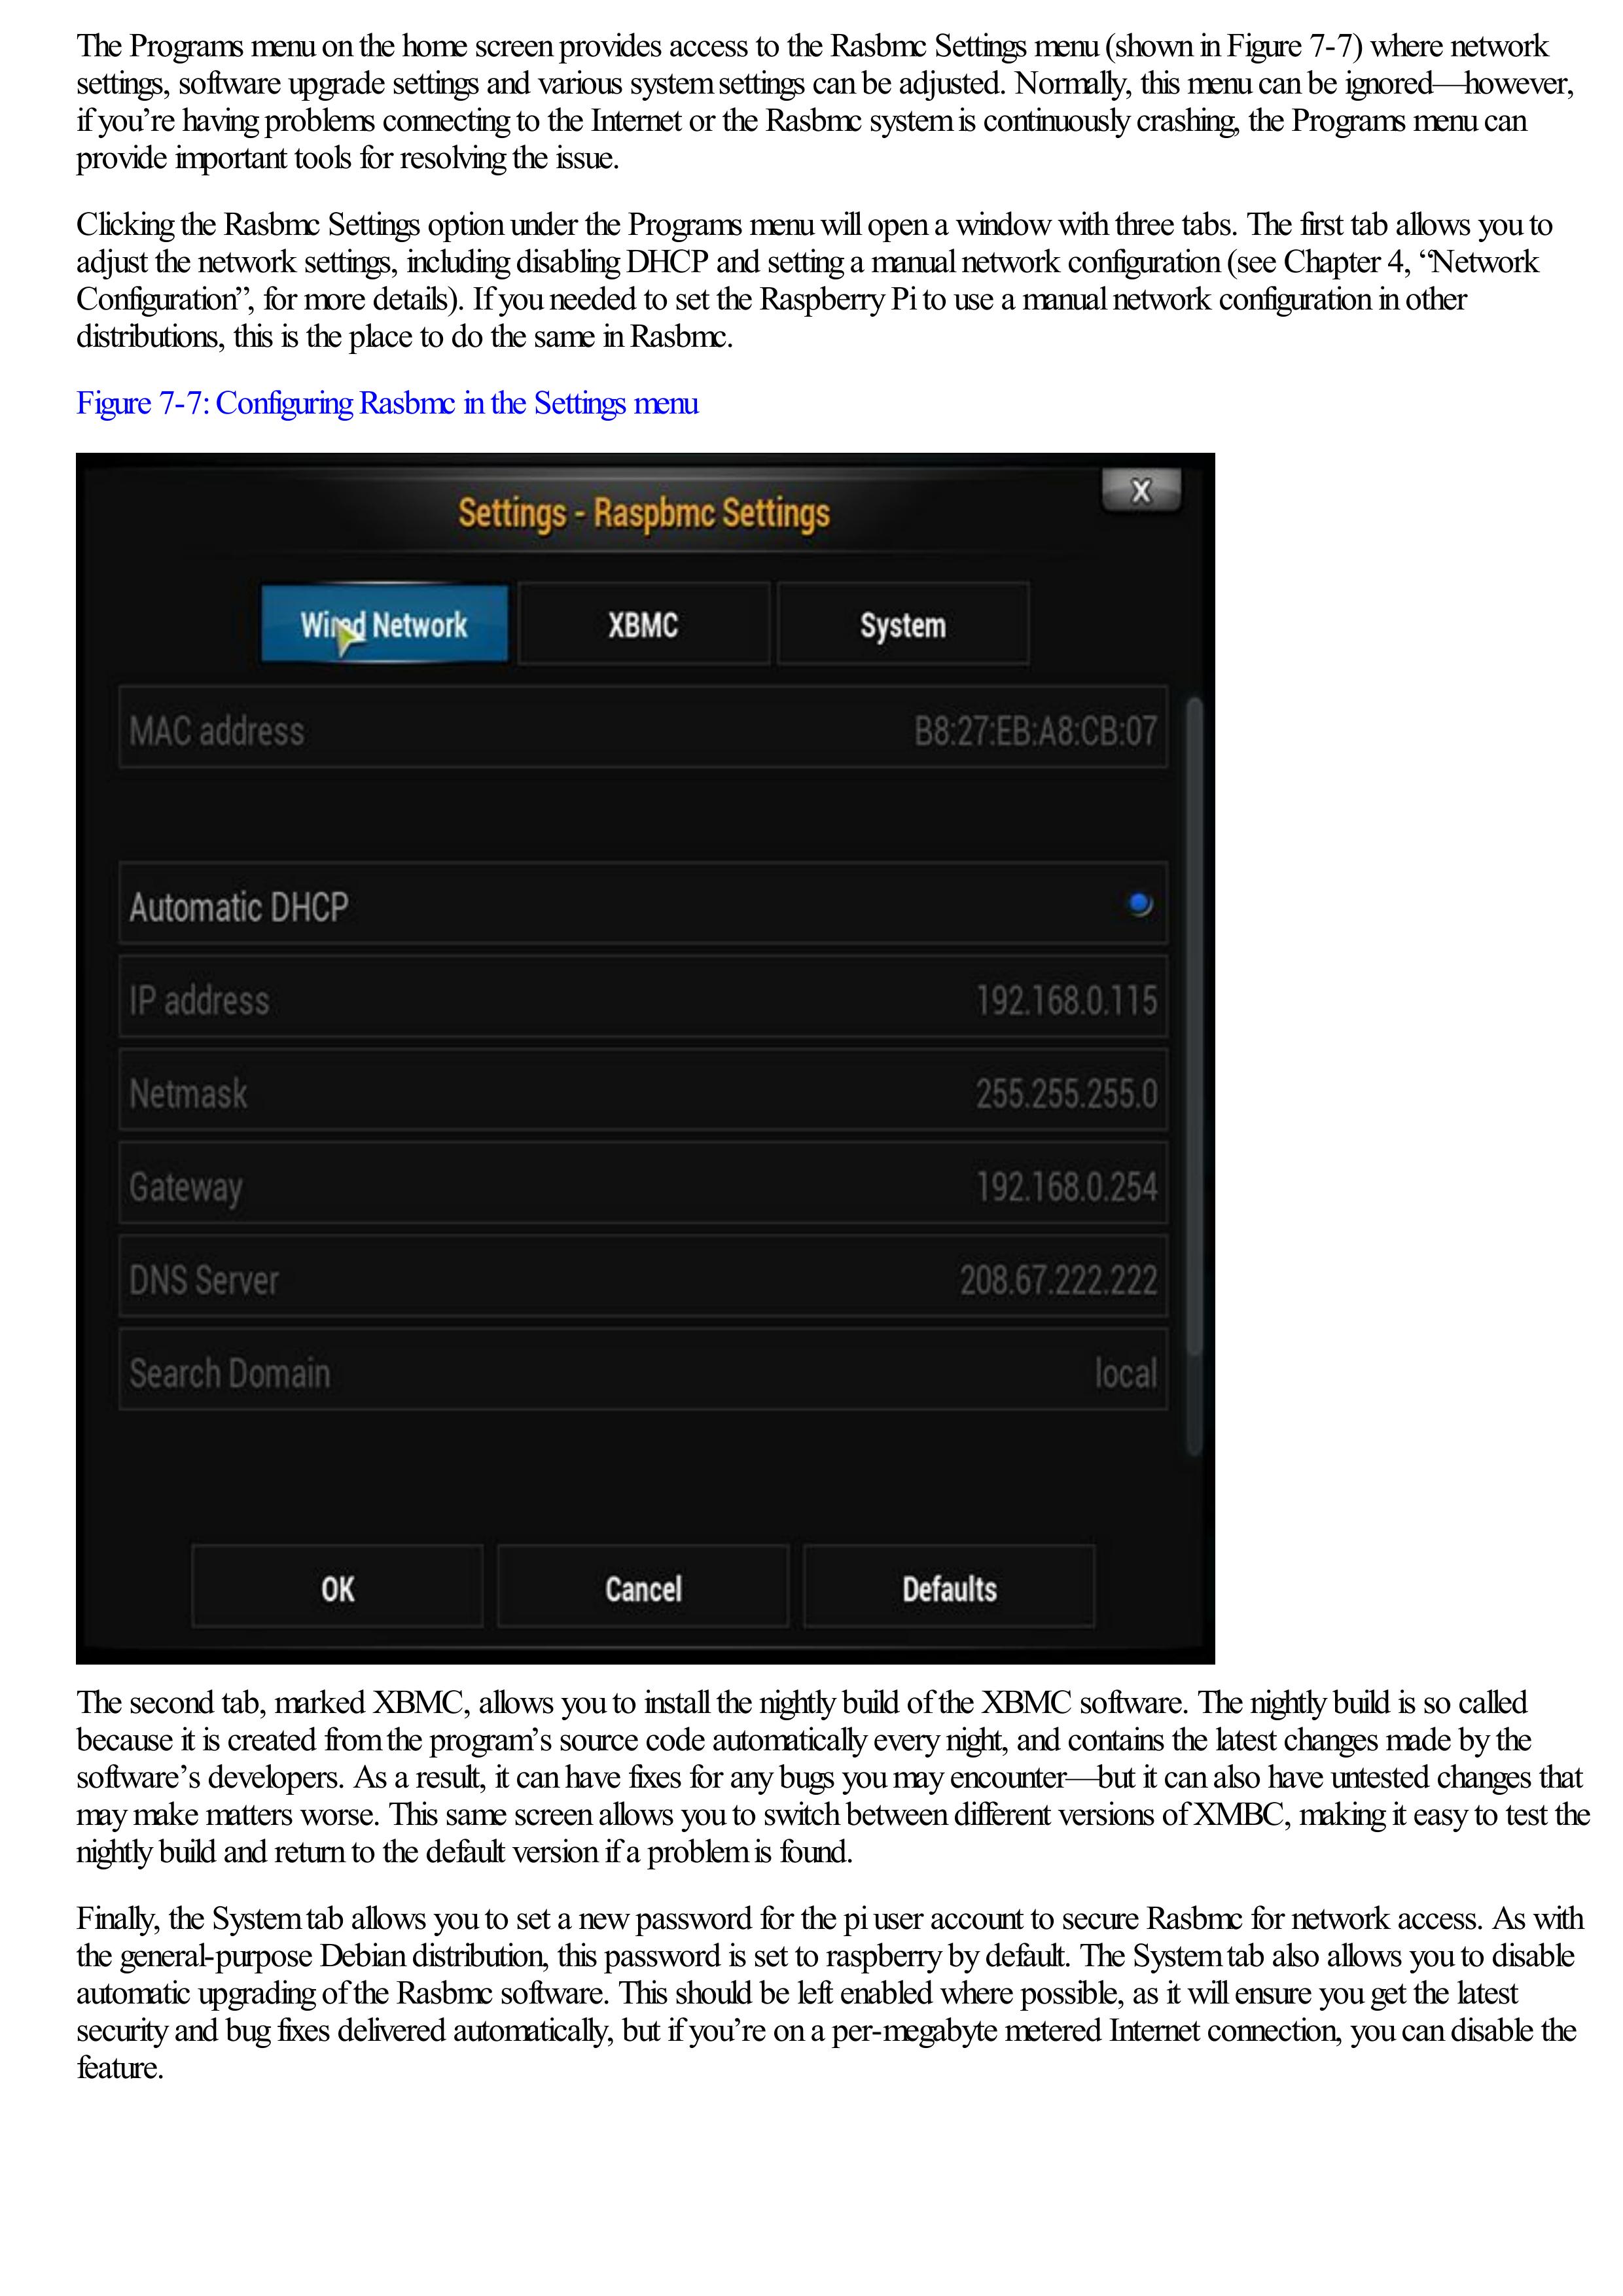 The Programs menu on the home screen provides access to the Rasbmc Settings menu (shown in Figure 7-7) where network
settings, software upgrade settings and various system settings can be adjusted. Normally, this menu can be ignored—however,
if you’re having problems connecting to the Internet or the Rasbmc system is continuously crashing, the Programs menu can
provide important tools for resolving the issue.
Clicking the Rasbmc Settings option under the Programs menu will open a window with three tabs. The first tab allows you to
adjust the network settings, including disabling DHCP and setting a manual network configuration (see Chapter 4, “Network
Configuration”, for more details). If you needed to set the Raspberry Pi to use a manual network configuration in other
distributions, this is the place to do the same in Rasbmc.
Figure 7-7: Configuring Rasbmc in the Settings menu
Settings - Raspbmc Settings
X
Wired Network XBMC System
MAC address B8:27:EB:A8:CB:07
Automatic DHCP
IP address 192.168.0.115
Netmask 255.255.255.0
Gateway 192.168.0.254
DNS Server 208.67.222.222
Search Domain local
OK Cancel Defaults
The second tab, marked XBMC, allows you to install the nightly build of the XBMC software. The nightly build is so called
because it is created from the program’s source code automatically every night, and contains the latest changes made by the
software’s developers. As a result, it can have fixes for any bugs you may encounter—but it can also have untested changes that
may make matters worse. This same screen allows you to switch between different versions of XMBC, making it easy to test the
nightly build and return to the default version if a problem is found.
Finally, the System tab allows you to set a new password for the pi user account to secure Rasbmc for network access. As with
the general-purpose Debian distribution, this password is set to raspberry by default. The System tab also allows you to disable
automatic upgrading of the Rasbmc software. This should be left enabled where possible, as it will ensure you get the latest
security and bug fixes delivered automatically, but if you’re on a per-megabyte metered Internet connection, you can disable the
feature.